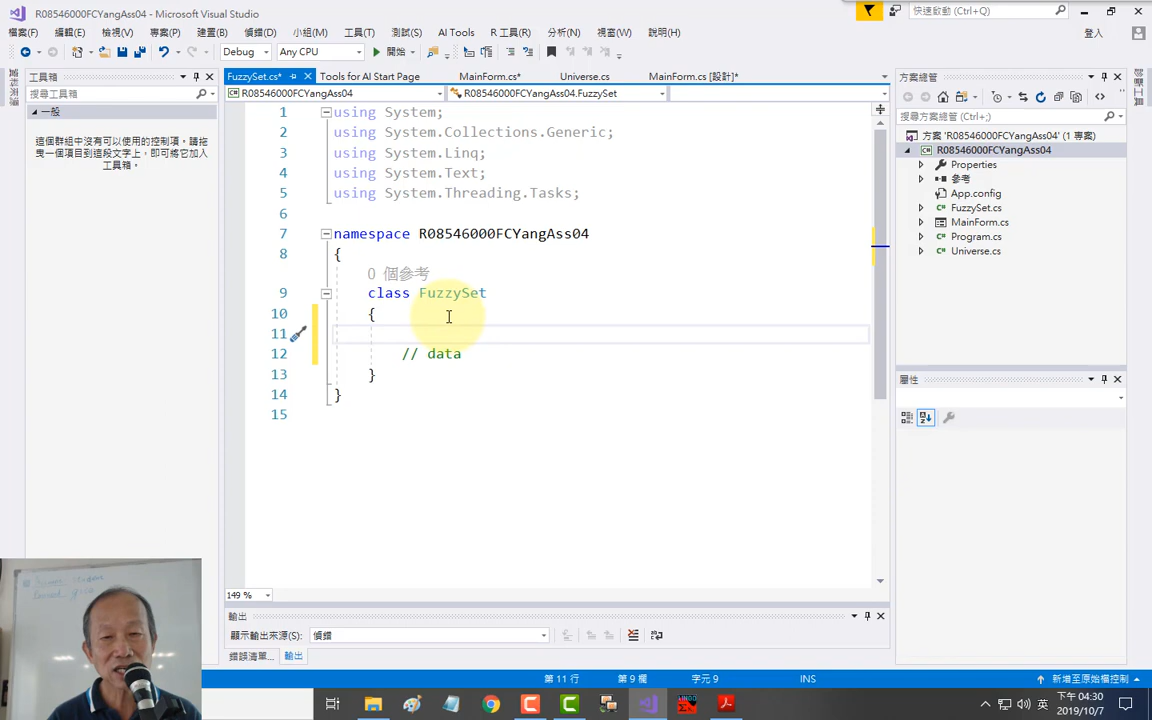 R08546000FCYangAss04 - Microsoft Visual Studio
快速啟動 (Ctrl+Q)
檔案(F) 編輯(E) 檢視(V) 專案(P) 建置(B) 偵錯(D) 小組(M) 工具(T) 測試(S) AI Tools R 工具(R) 分析(N) 視窗(W) 說明(H)
登入
Debug Any CPU 開始
資料來源
工具箱
搜尋工具箱
一般
這個群組中沒有可以使用的控制項。請拖
曳一個項目到這段文字上，即可將它加入
工具箱。
FuzzySet.cs* Tools for AI Start Page MainForm.cs* Universe.cs MainForm.cs [設計]*
R08546000FCYangAss04 R08546000FCYangAss04.FuzzySet
1 using System;
2 using System.Collections.Generic;
3 using System.Linq;
4 using System.Text;
5 using System.Threading.Tasks;
6
7 namespace R08546000FCYangAss04
8 {
0 個參考
9 class FuzzySet
10 {
11
12 // data
13 }
14 }
15
149 %
方案總管
搜尋方案總管 (Ctrl+;)
方案 'R08546000FCYangAss04' (1 專案)
R08546000FCYangAss04
Properties
參考
App.config
FuzzySet.cs
MainForm.cs
Program.cs
Universe.cs
屬性
診斷工具
輸出
顯示輸出來源(S): 偵錯
錯誤清單... 輸出
第 11 行 第 9 欄 字元 9 INS 新增至原始檔控制
英
下午 04:30
2019/10/7